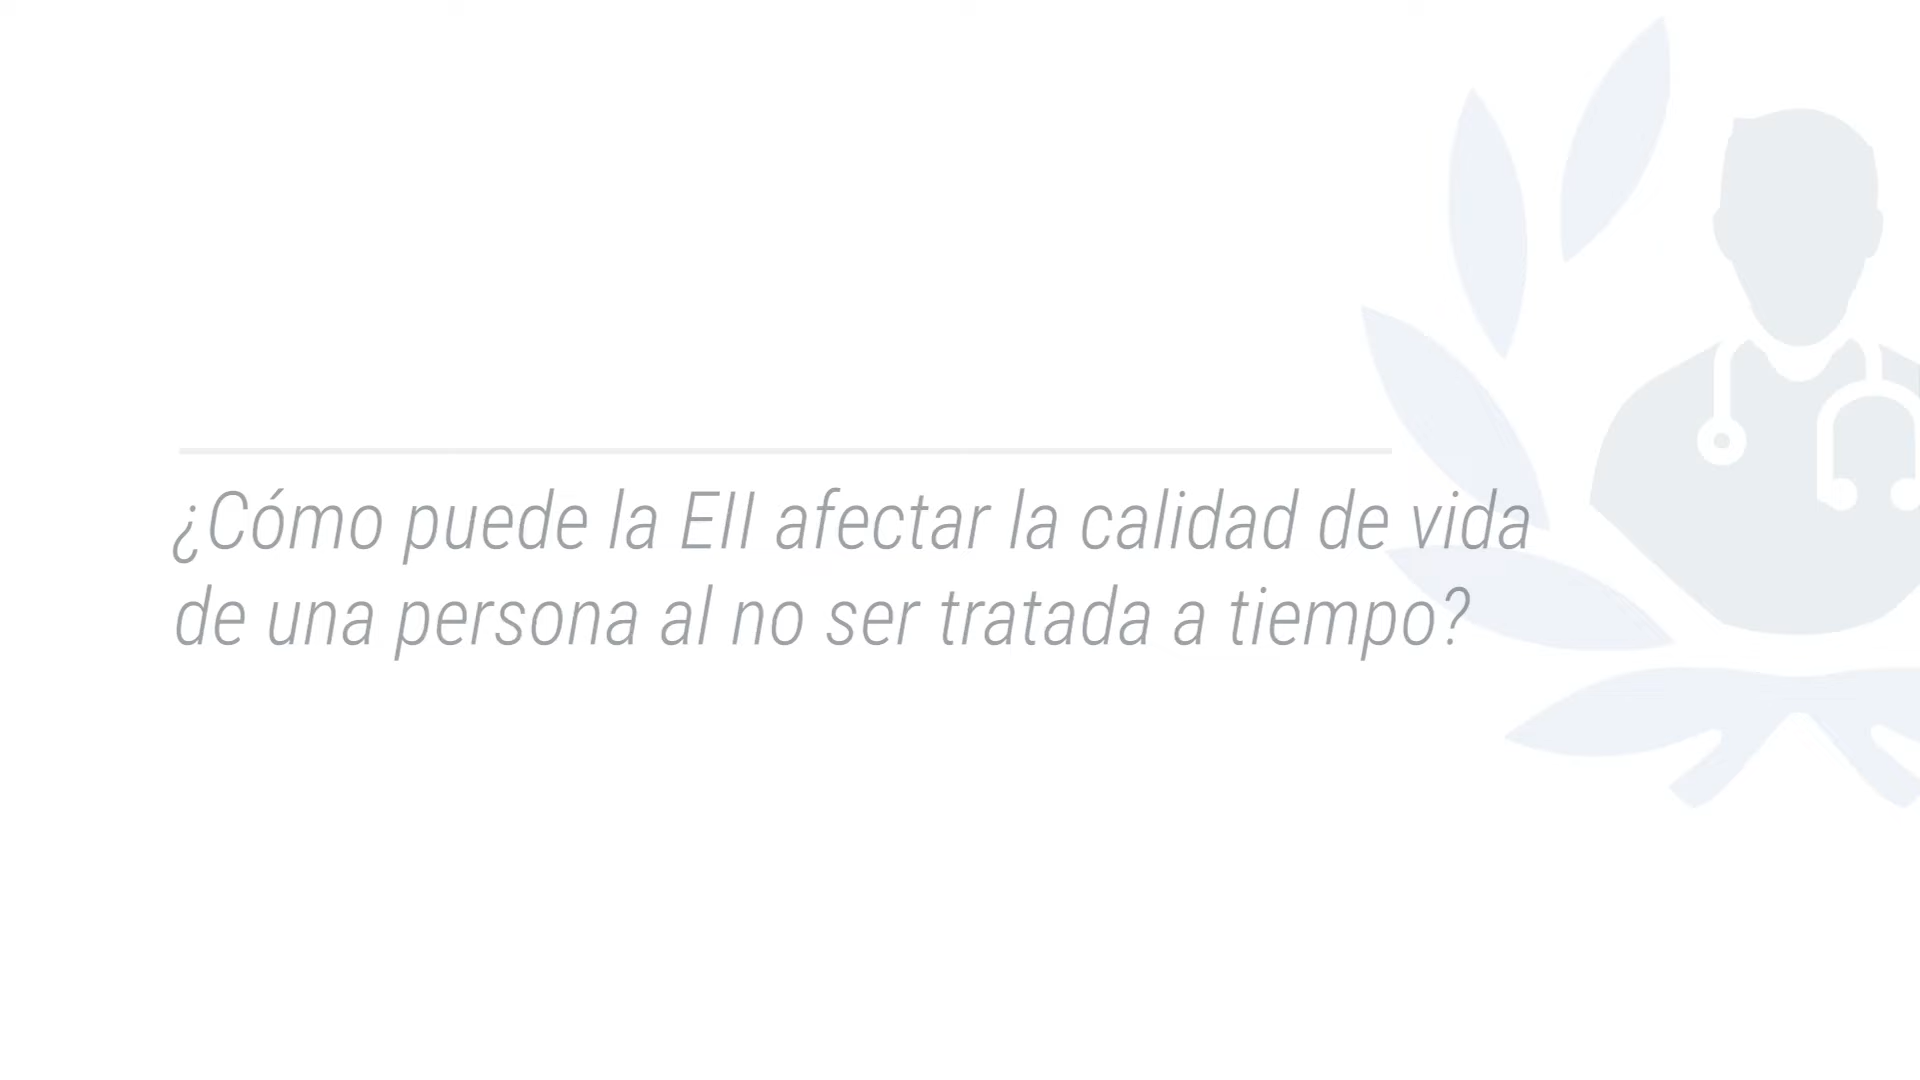 ¿Cómo puede la EII afectar la calidad de vida
de una persona al no ser tratada a tiempo?